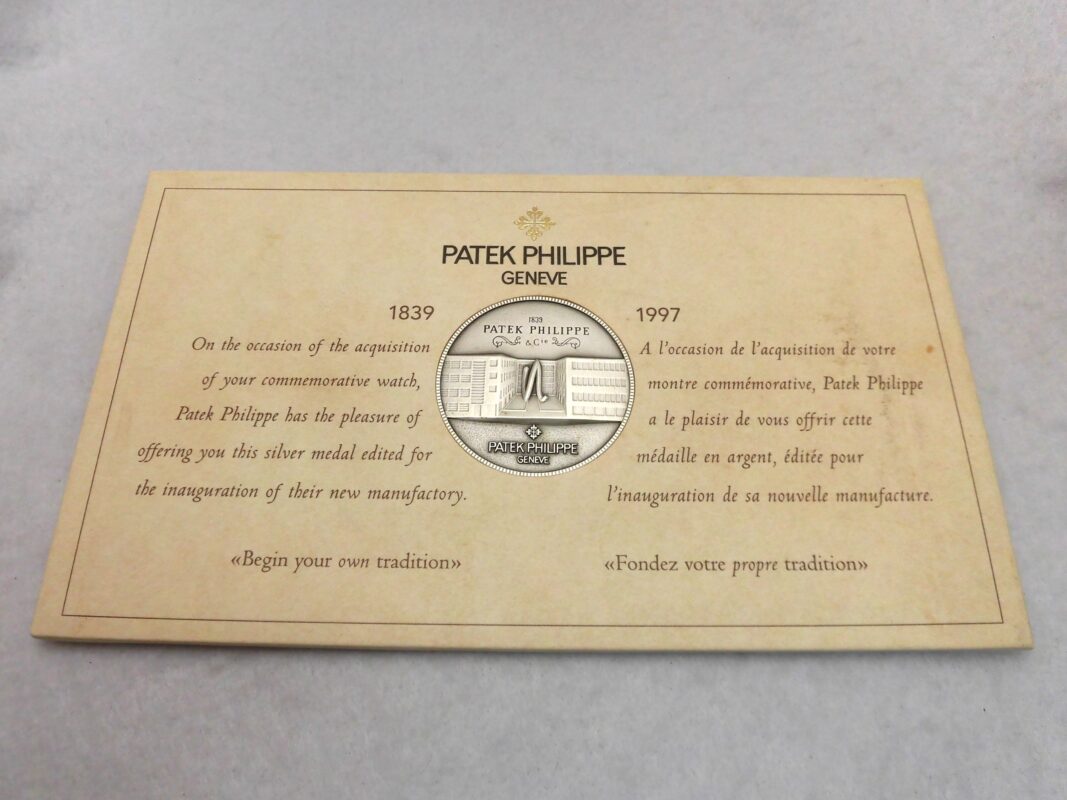 PATEK PHILIPPE
GENEVE
1839
1997
1839
PATEK PHILIPPE
& Cie
PATEK PHILIPPE
GENEVE
On the occasion of the acquisition
of your commemorative watch,
Patek Philippe has the pleasure of
offering you this silver medal edited for
the inauguration of their new manufactory.
«Begin your own tradition»
A l'occasion de l'acquisition de votre
montre commémorative, Patek Philippe
a le plaisir de vous offrir cette
médaille en argent, éditée pour
l'inauguration de sa nouvelle manufacture.
«Fondez votre propre tradition»